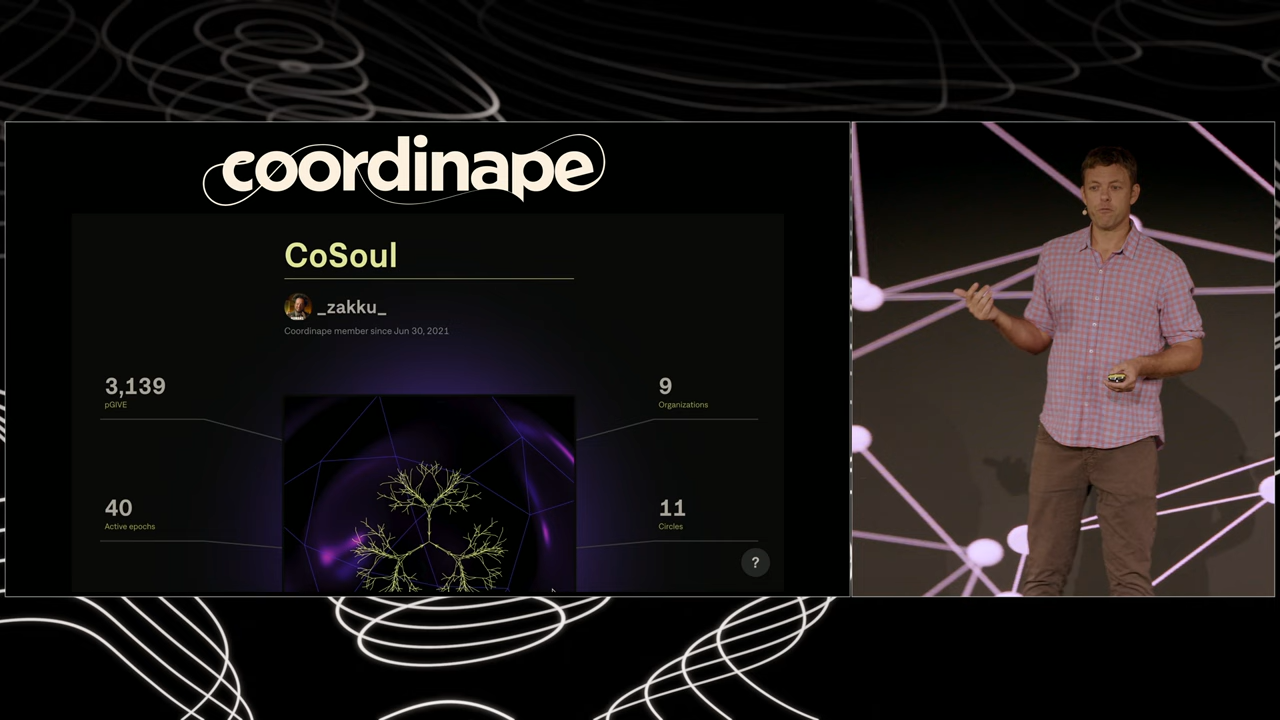 coordinape
CoSoul
_zakku_
Coordinape member since Jun 30, 2021
3,139
pGIVE
9
Organizations
40
Active epochs
11
Circles
?